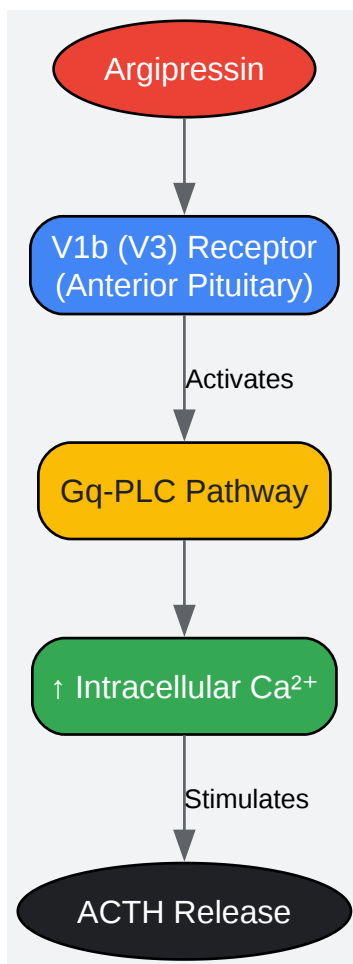 Argipressin
V1b (V3) Receptor
(Anterior Pituitary)
Activates
Gq-PLC Pathway
↑ Intracellular Ca²⁺
Stimulates
ACTH Release